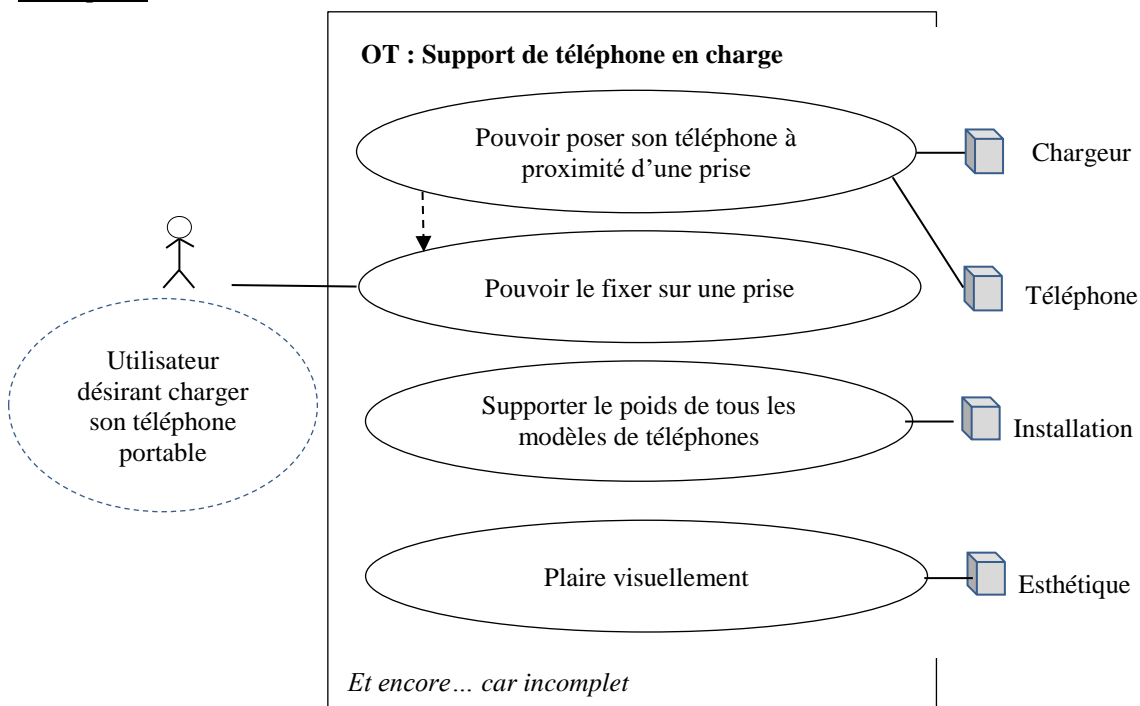 OT : Support de téléphone en charge
Pouvoir poser son téléphone à
proximité d’une prise
Chargeur
Pouvoir le fixer sur une prise
Téléphone
Utilisateur
désirant charger
son téléphone
portable
Supporter le poids de tous les
modèles de téléphones
Installation
Plaire visuellement
Esthétique
Et encore… car incomplet